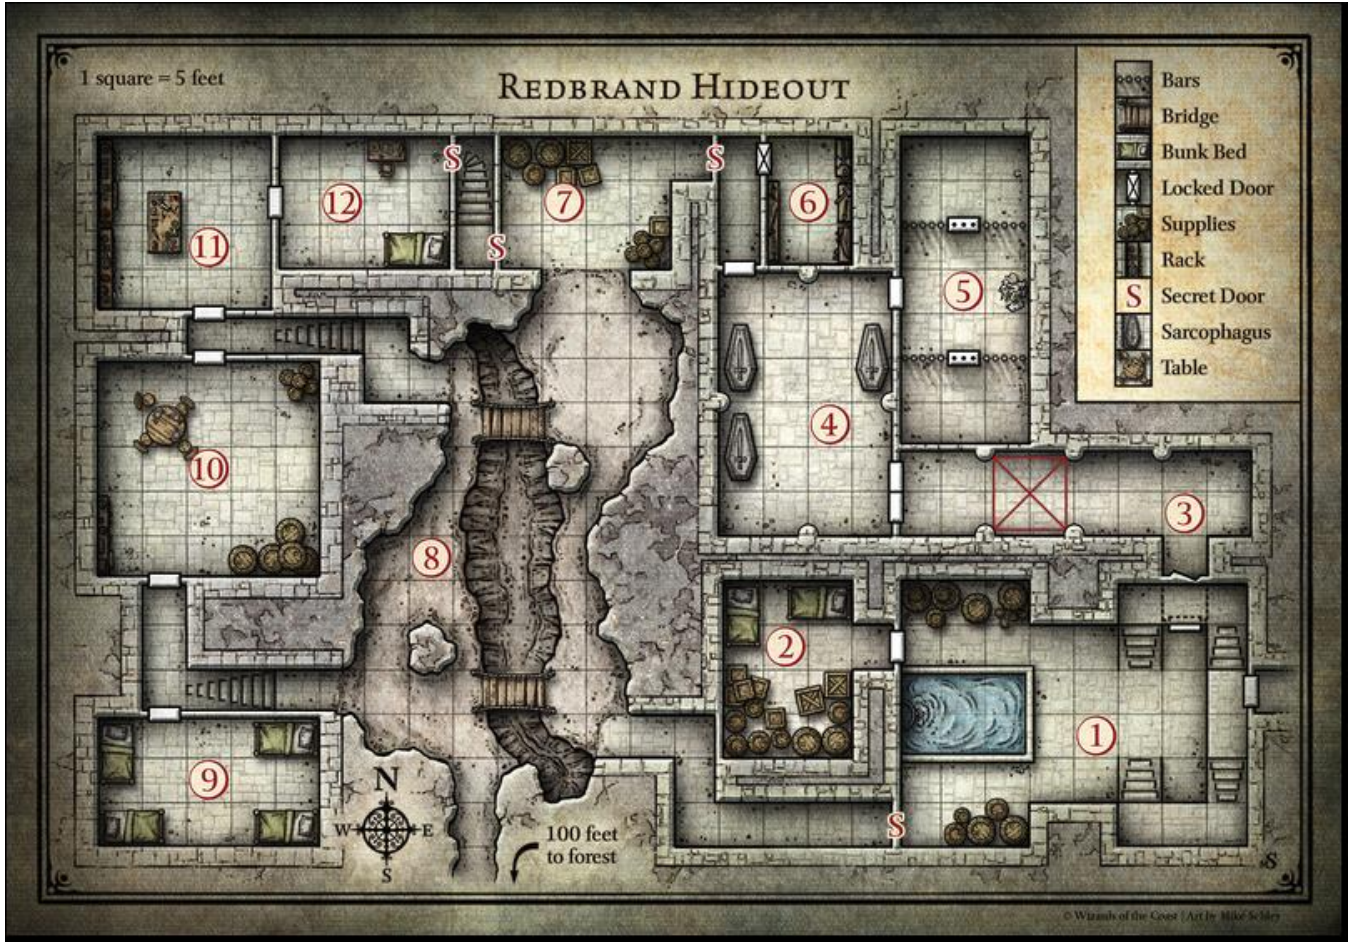 1 square = 5 feet
REDBRAND HIDEOUT
Bars
Bridge
Bunk Bed
Locked Door
Supplies
Rack
S Secret Door
Sarcophagus
Table
S
S
7
6
12
11
S
5
4
10
3
8
2
1
9
N
W E
S
100 feet
to forest
S
S
© Wizards of the Coast | Art by Mike Schley